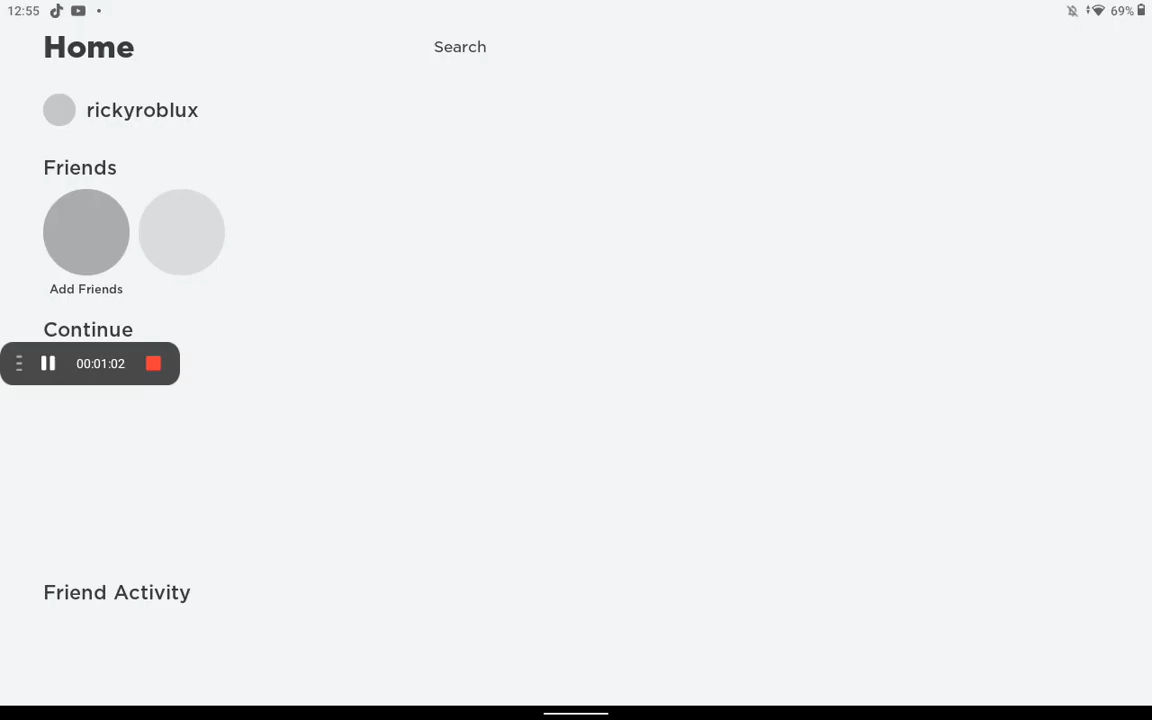 12:55
69%
Home
Search
rickyroblux
Friends
Add Friends
Continue
00:01:02
Friend Activity